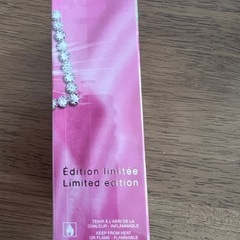 Édition limitée
Limited edition
TENIR À L'ABRI DE LA
CHALEUR - INFLAMMABLE
KEEP FROM HEAT
OR FLAME - FLAMMABLE